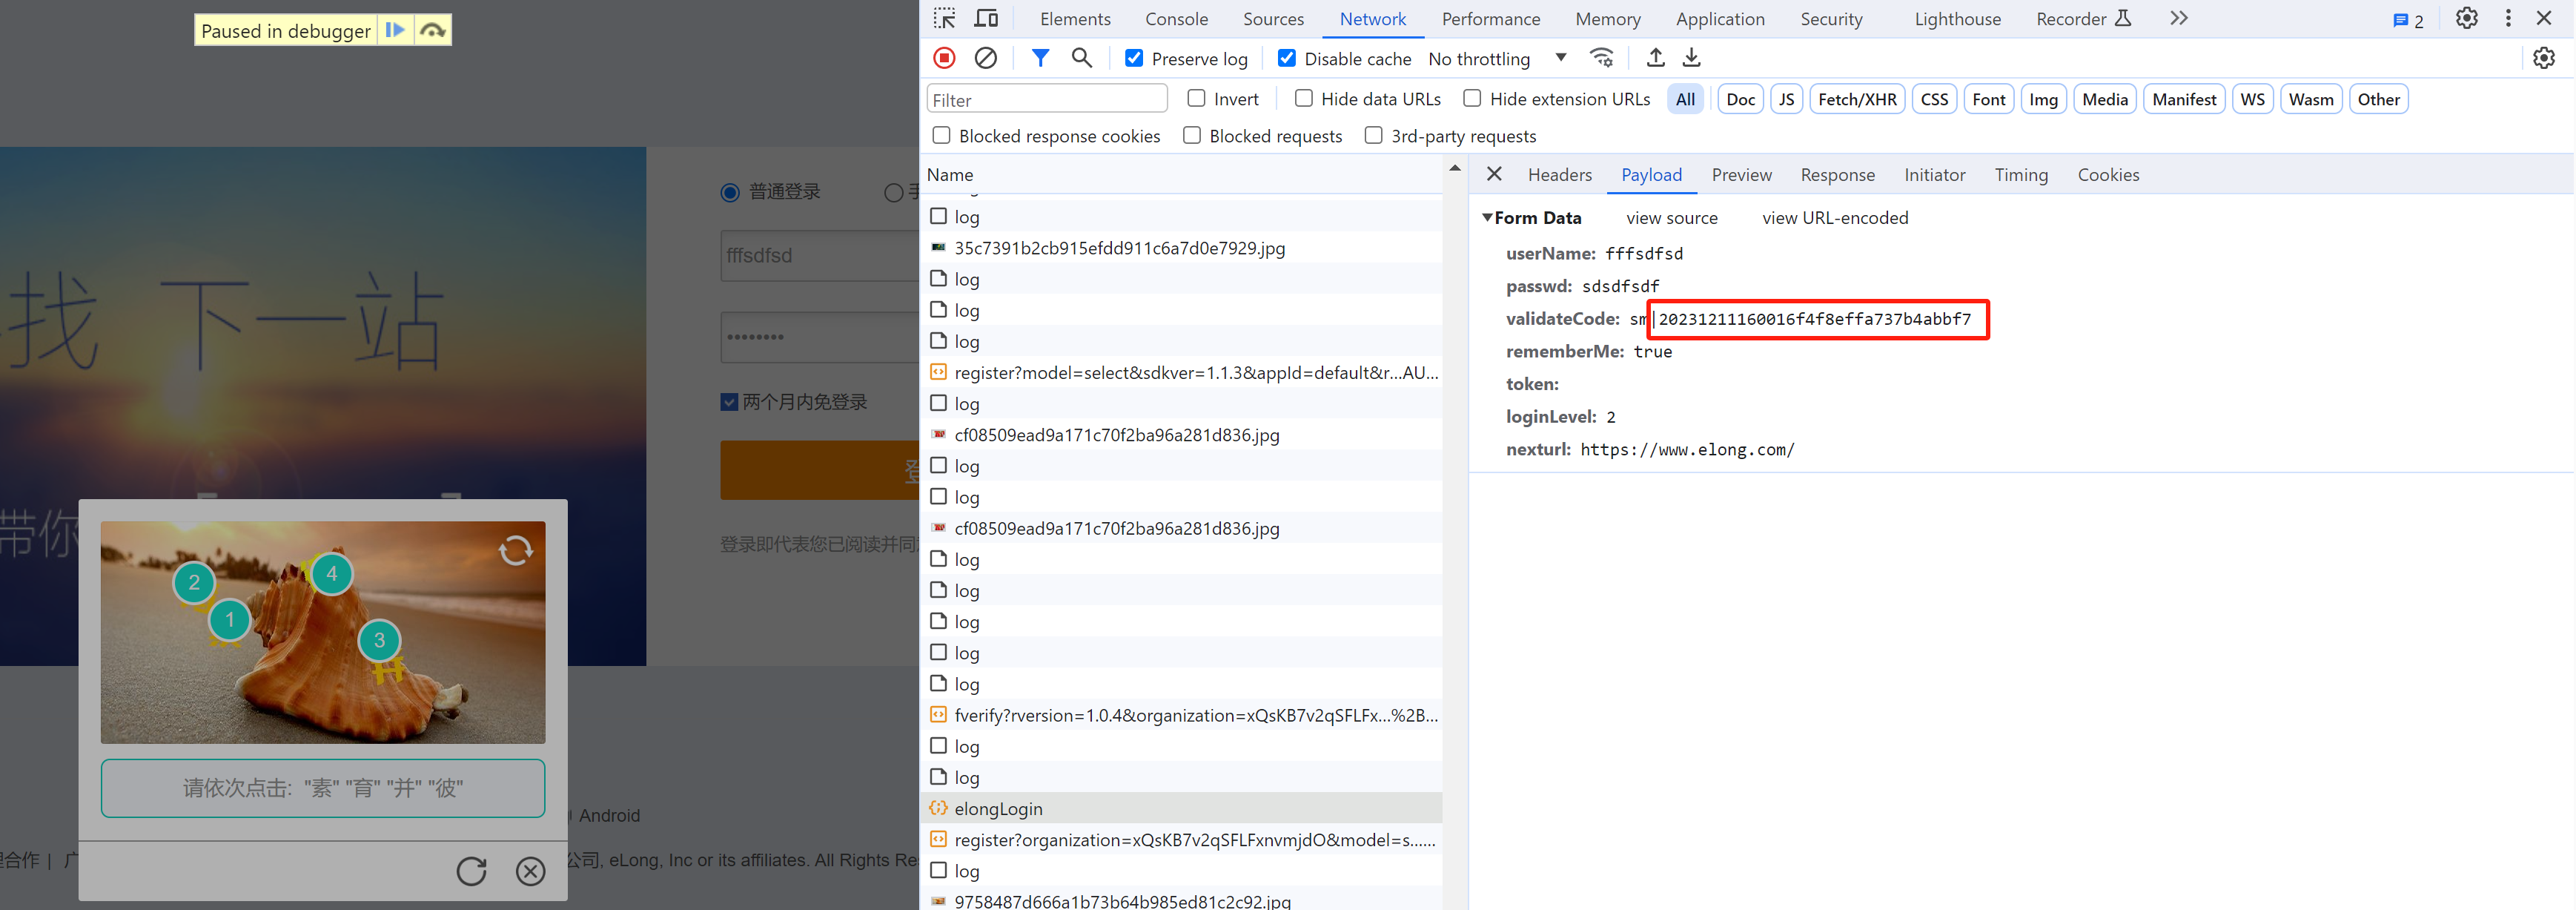 Paused in debugger
找 下一站
带你
普通登录
fffsdfsd
••••••••
两个月内免登录
登录即代表您已阅读并同
2
4
1
3
请依次点击: "素" "育" "并" "彼"
Android
理合作 | 广
公司, eLong, Inc or its affiliates. All Rights Res
Elements Console Sources Network Performance Memory Application Security Lighthouse Recorder 2
Preserve log Disable cache No throttling
Filter Invert Hide data URLs Hide extension URLs All Doc JS Fetch/XHR CSS Font Img Media Manifest WS Wasm Other
Blocked response cookies Blocked requests 3rd-party requests
Name
log
35c7391b2cb915efdd911c6a7d0e7929.jpg
log
log
log
register?model=select&sdkver=1.1.3&appId=default&r...AU...
log
cf08509ead9a171c70f2ba96a281d836.jpg
log
log
cf08509ead9a171c70f2ba96a281d836.jpg
log
log
log
log
log
fverify?rversion=1.0.4&organization=xQsKB7v2qSFLFx...%2B...
log
log
elongLogin
register?organization=xQsKB7v2qSFLFxnvmjdO&model=s......
log
9758487d666a1b73b64b985ed81c2c92.jpg
Headers Payload Preview Response Initiator Timing Cookies
Form Data view source view URL-encoded
userName: fffsdfsd
passwd: sdsdfsdf
validateCode: sm|20231211160016f4f8effa737b4abbf7
rememberMe: true
token:
loginLevel: 2
nexturl: https://www.elong.com/